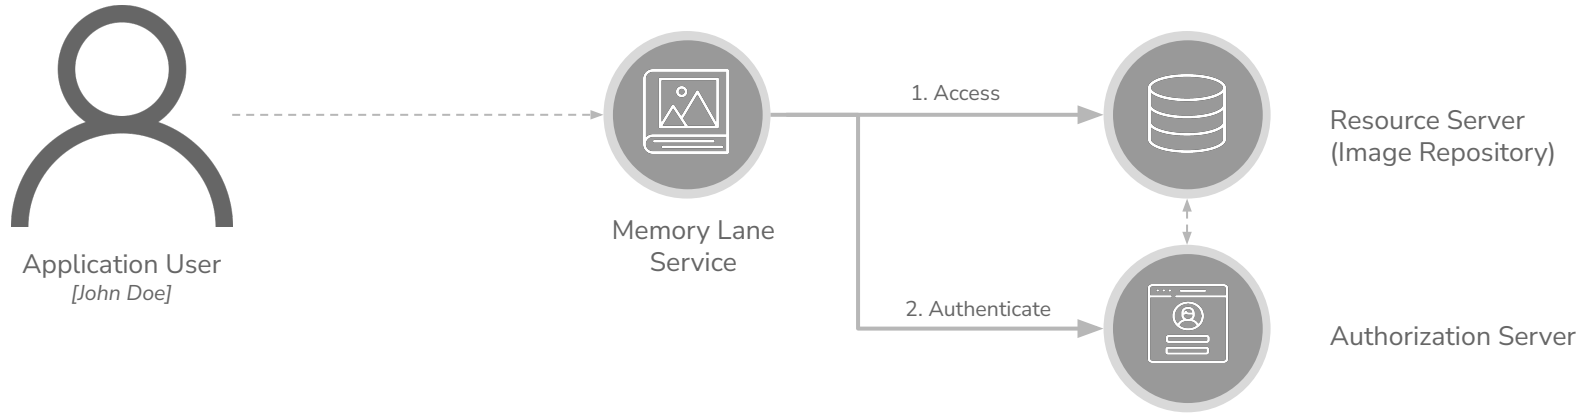 Application User
[John Doe]
Memory Lane
Service
1. Access
2. Authenticate
Resource Server
(Image Repository)
Authorization Server